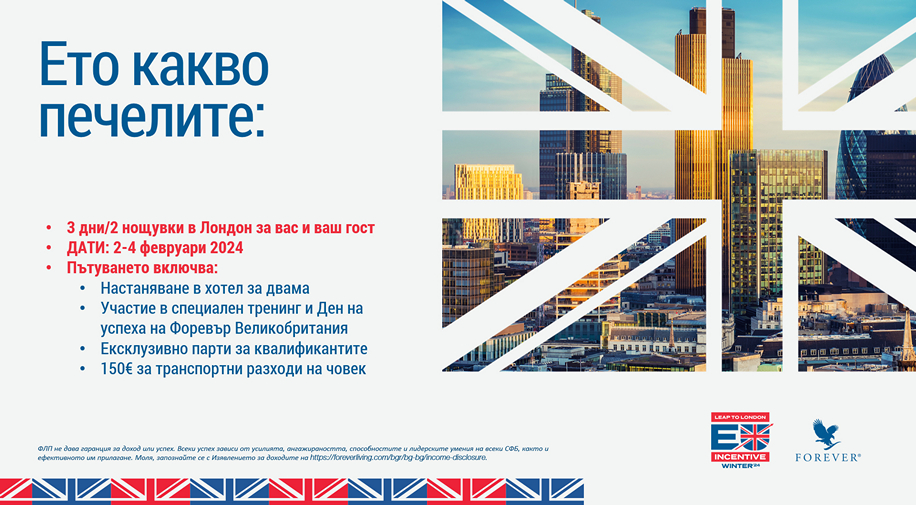 Ето какво
печелите:
• 3 дни/2 нощувки в Лондон за вас и ваш гост
• ДАТИ: 2-4 февруари 2024
• Пътуването включва:
• Настаняване в хотел за двама
• Участие в специален тренинг и Ден на
успеха на Форевър Великобритания
• Ексклузивно парти за квалификантите
• 150€ за транспортни разходи на човек
ФЛП не дава гаранция за доход или успех. Всеки успех зависи от усилията, ангажираността, способностите и лидерските умения на всеки СФБ, както и
ефективното им прилагане. Моля, запознайте се с Изявлението за доходите на https://foreverliving.com/bgr/bg-bg/income-disclosure.
LEAP TO LONDON
EU
INCENTIVE
WINTER'24
FOREVER®